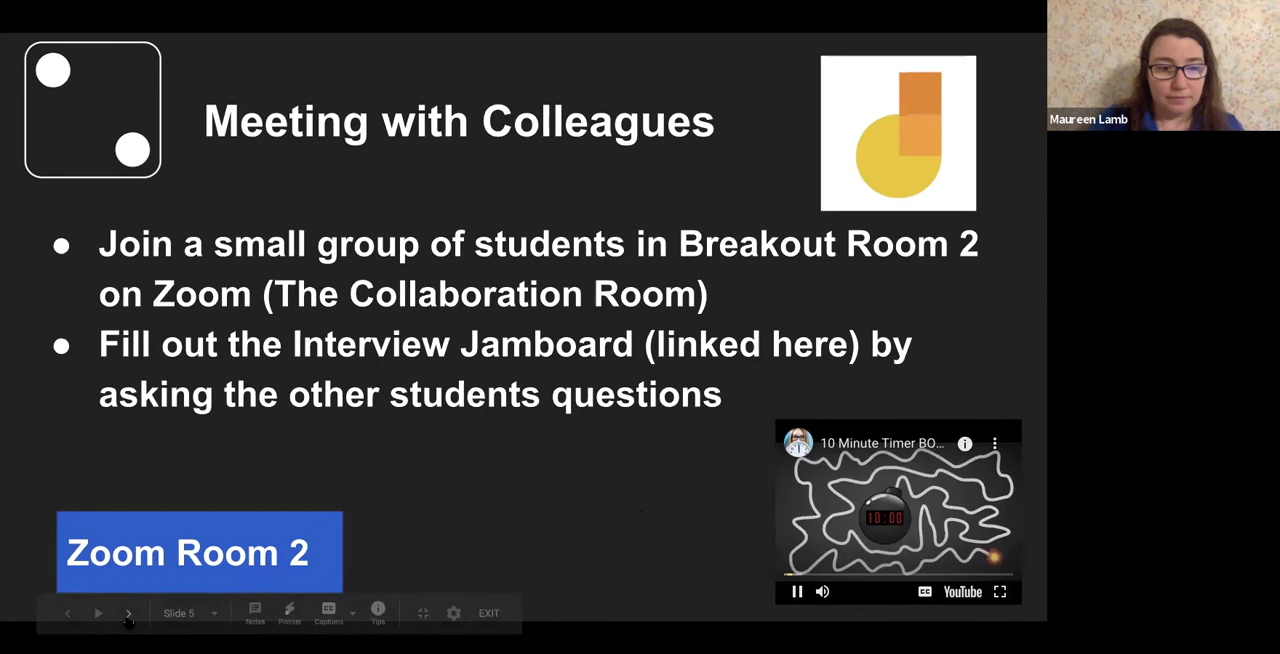 Meeting with Colleagues
Maureen Lamb
● Join a small group of students in Breakout Room 2
on Zoom (The Collaboration Room)
● Fill out the Interview Jamboard (linked here) by
asking the other students questions
10 Minute Timer BO...
10:00
YouTube
Zoom Room 2
Slide 5
Notes
Pointer
CC
Captions
Tips
EXIT